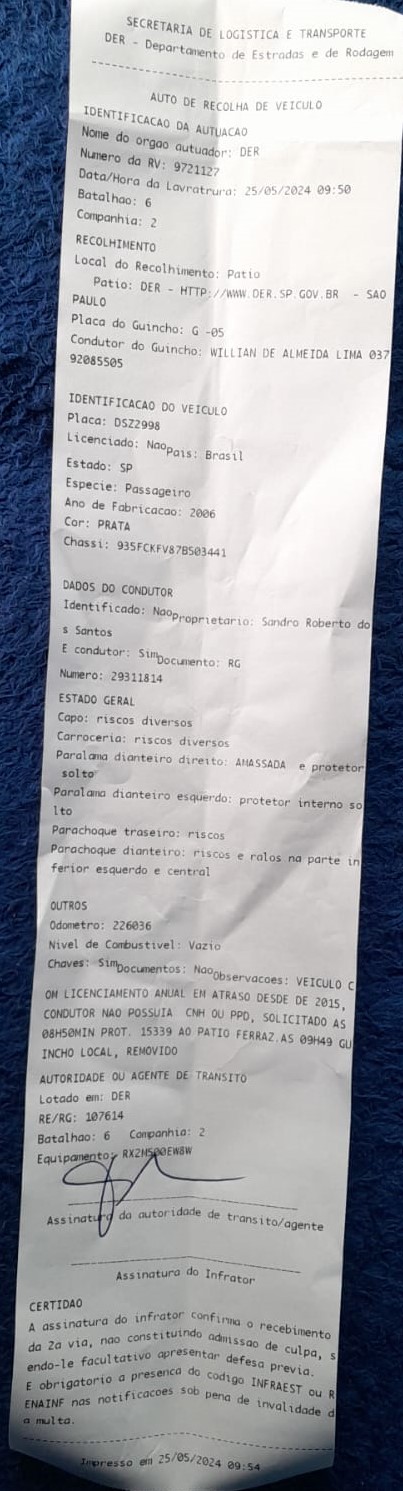 SECRETARIA DE LOGISTICA E TRANSPORTE
DER - Departamento de Estradas e de Rodagem
AUTO DE RECOLHA DE VEICULO
IDENTIFICACAO DA AUTUACAO
Nome do orgao autuador: DER
Numero da RV: 9721127
Data/Hora da Lavratrura: 25/05/2024 09:50
Batalhao: 6
Companhia: 2
RECOLHIMENTO
Local do Recolhimento: Patio
Patio: DER - HTTP://WWW.DER.SP.GOV.BR - SAO
PAULO
Placa do Guincho: G -05
Condutor do Guincho: WILLIAN DE ALMEIDA LIMA 037
92085505
IDENTIFICACAO DO VEICULO
Placa: DSZ2998
Licenciado: Nao Pais: Brasil
Estado: SP
Especie: Passageiro
Ano de Fabricacao: 2006
Cor: PRATA
Chassi: 935FCKFV87B503441
DADOS DO CONDUTOR
Identificado: Nao Proprietario: Sandro Roberto do
s Santos
E condutor: Sim Documento: RG
Numero: 29311814
ESTADO GERAL
Capo: riscos diversos
Carroceria: riscos diversos
Paralama dianteiro direito: AMASSADA e protetor
solto
Paralama dianteiro esquerdo: protetor interno so
lto
Parachoque traseiro: riscos
Parachoque dianteiro: riscos e ralos na parte in
ferior esquerdo e central
OUTROS
Odometro: 226036
Nivel de Combustivel: Vazio
Chaves: Sim Documentos: Nao Observacoes: VEICULO C
OM LICENCIAMENTO ANUAL EM ATRASO DESDE DE 2015,
CONDUTOR NAO POSSUIA CNH OU PPD, SOLICITADO AS
08H50MIN PROT. 15339 AO PATIO FERRAZ.AS 09H49 GU
INCHO LOCAL, REMOVIDO
AUTORIDADE OU AGENTE DE TRANSITO
Lotado em: DER
RE/RG: 107614
Batalhao: 6 Companhia: 2
Equipamento: RX2M500EW8W
Assinatura da autoridade de transito/agente
Assinatura do Infrator
CERTIDAO
A assinatura do infrator confirma o recebimento
da 2a via, nao constituindo admissao de culpa, s
endo-le facultativo apresentar defesa previa.
E obrigatorio a presenca do codigo INFRAEST ou R
ENAINF nas notificacoes sob pena de invalidade d
a multa.
Impresso em 25/05/2024 09:54